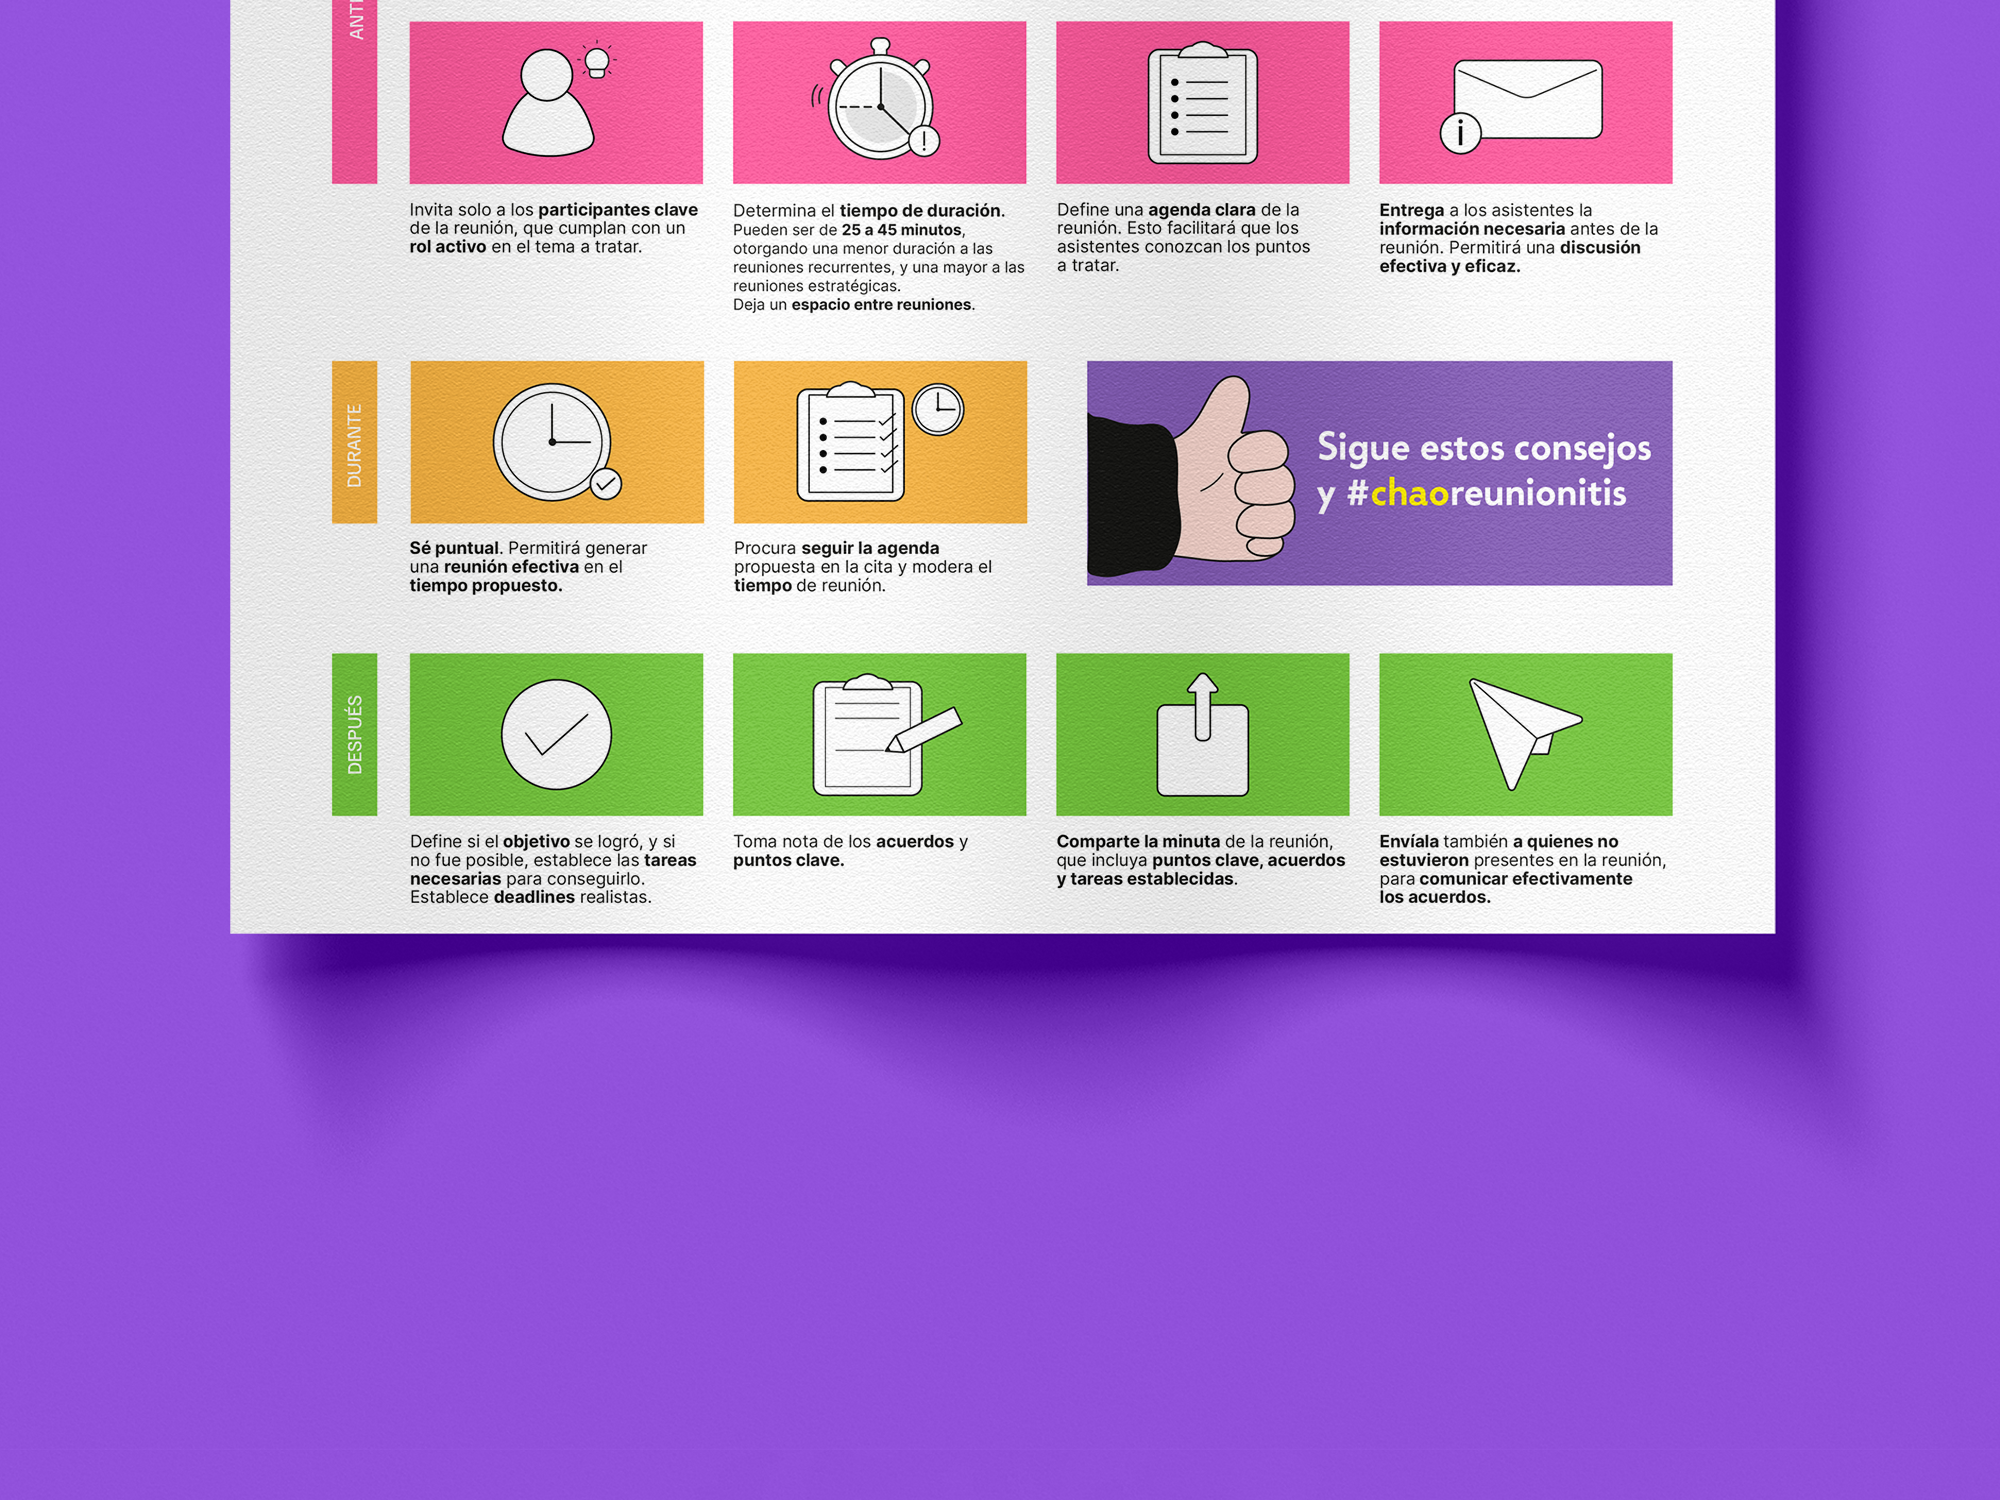 Invita solo a los participantes clave
de la reunión, que cumplan con un
rol activo en el tema a tratar.
Determina el tiempo de duración.
Pueden ser de 25 a 45 minutos,
otorgando una menor duración a las
reuniones recurrentes, y una mayor a las
reuniones estratégicas.
Deja un espacio entre reuniones.
Define una agenda clara de la
reunión. Esto facilitará que los
asistentes conozcan los puntos
a tratar.
Entrega a los asistentes la
información necesaria antes de la
reunión. Permitirá una discusión
efectiva y eficaz.
DURANTE
Sé puntual. Permitirá generar
una reunión efectiva en el
tiempo propuesto.
Procura seguir la agenda
propuesta en la cita y modera el
tiempo de reunión.
Sigue estos consejos
y #chaoreunionitis
DESPUÉS
Define si el objetivo se logró, y si
no fue posible, establece las tareas
necesarias para conseguirlo.
Establece deadlines realistas.
Toma nota de los acuerdos y
puntos clave.
Comparte la minuta de la reunión,
que incluya puntos clave, acuerdos
y tareas establecidas.
Envíala también a quienes no
estuvieron presentes en la reunión,
para comunicar efectivamente
los acuerdos.